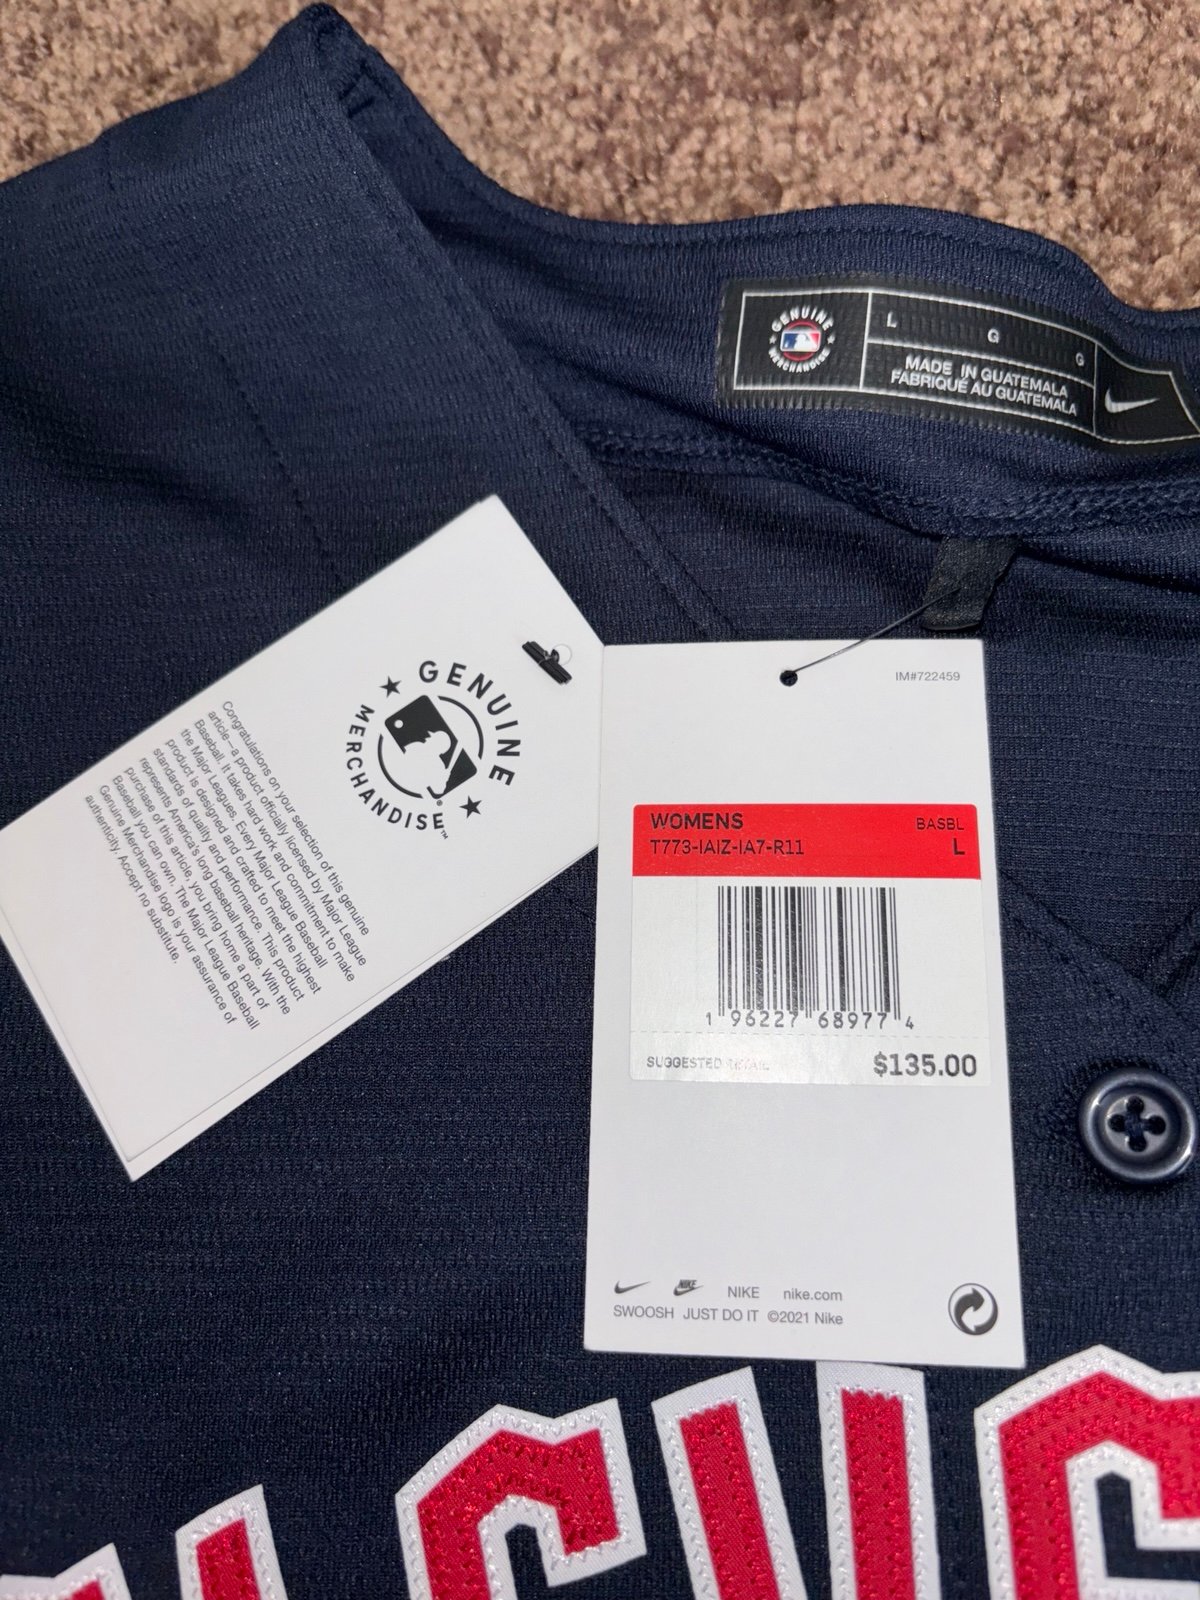 GENUINE
MERCHANDISE
L G G
MADE IN GUATEMALA
FABRIQUÉ AU GUATEMALA
GENUINE
MERCHANDISE™
Congratulations on your selection of this genuine
article—a product officially licensed by Major League
Baseball. It takes hard work and commitment to make
the Major Leagues. Every Major League Baseball
product is designed and crafted to meet the highest
standards of quality and performance. This product
represents America's long baseball heritage. With the
purchase of this article, you bring home a part of
Baseball you can own. The Major League Baseball
Genuine Merchandise logo is your assurance of
authenticity. Accept no substitute.
IM#722459
WOMENS BASBL
T773-IAIZ-IA7-R11 L
1 96227 68977 4
SUGGESTED RETAIL $135.00
NIKE NIKE nike.com
SWOOSH JUST DO IT ©2021 Nike